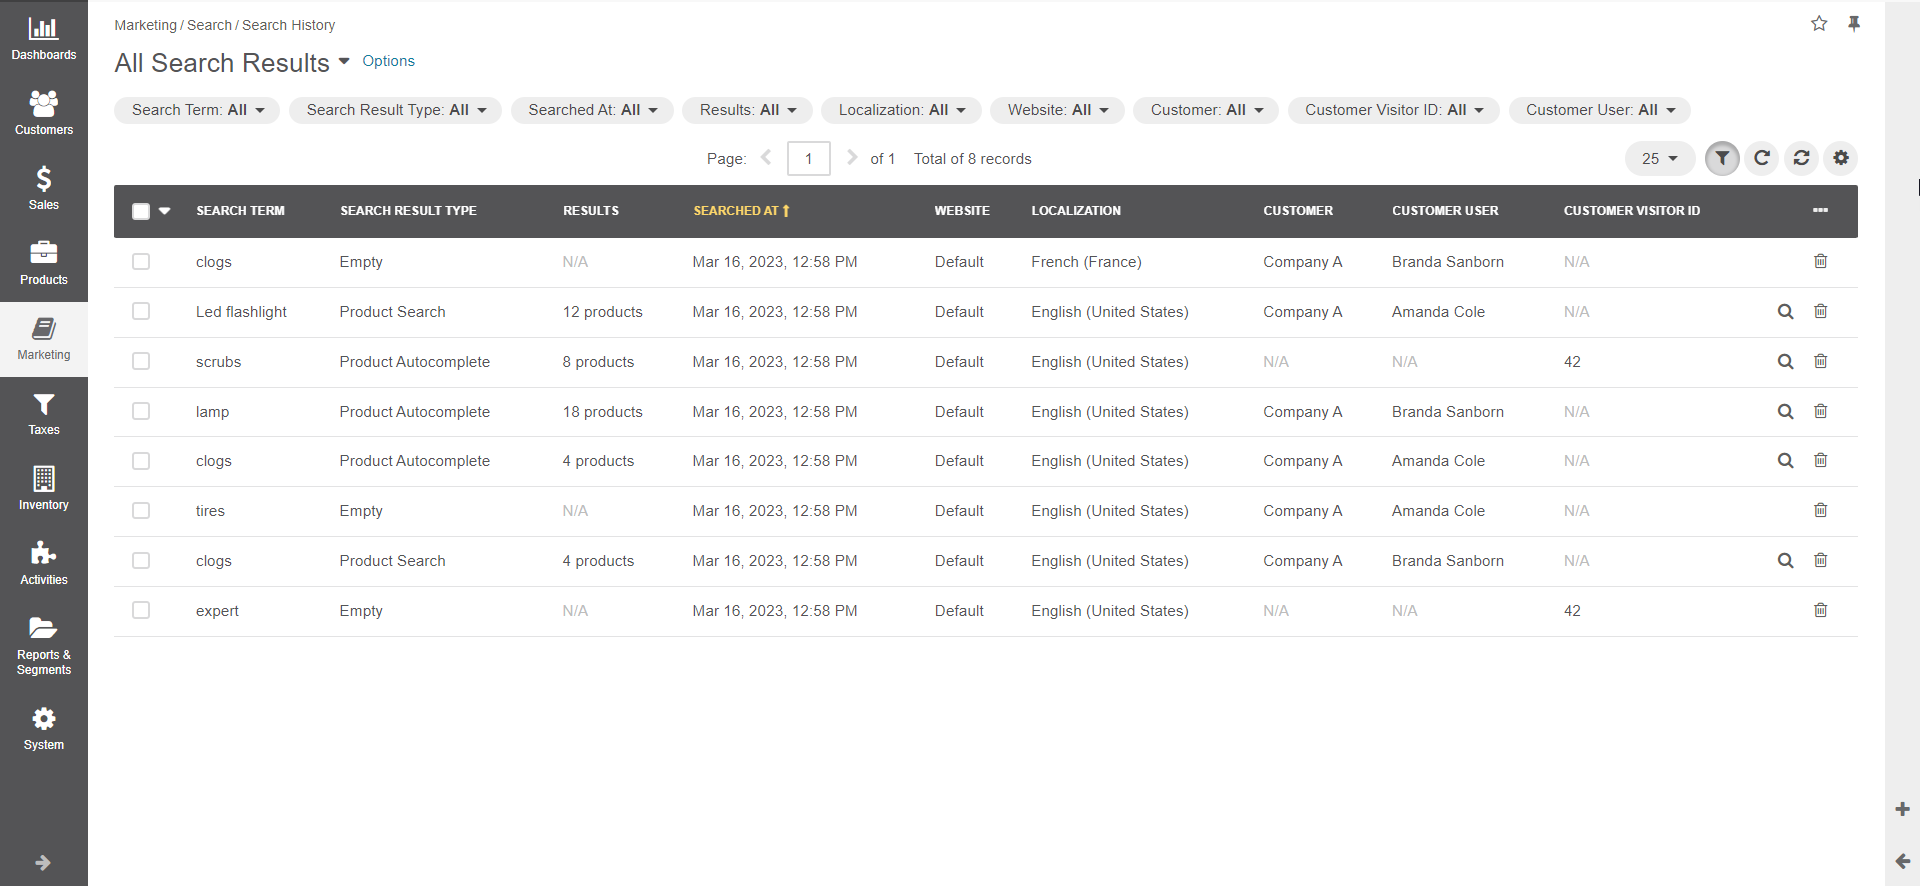 Dashboards
Customers
Sales
Products
Marketing
Taxes
Inventory
Activities
Reports &
Segments
System
Marketing / Search / Search History
All Search Results Options
Search Term: All Search Result Type: All Searched At: All Results: All Localization: All Website: All Customer: All Customer Visitor ID: All Customer User: All
Page: 1 of 1 Total of 8 records 25
SEARCH TERM SEARCH RESULT TYPE RESULTS SEARCHED AT WEBSITE LOCALIZATION CUSTOMER CUSTOMER USER CUSTOMER VISITOR ID
clogs Empty N/A Mar 16, 2023, 12:58 PM Default French (France) Company A Branda Sanborn N/A
Led flashlight Product Search 12 products Mar 16, 2023, 12:58 PM Default English (United States) Company A Amanda Cole N/A
scrubs Product Autocomplete 8 products Mar 16, 2023, 12:58 PM Default English (United States) N/A N/A 42
lamp Product Autocomplete 18 products Mar 16, 2023, 12:58 PM Default English (United States) Company A Branda Sanborn N/A
clogs Product Autocomplete 4 products Mar 16, 2023, 12:58 PM Default English (United States) Company A Amanda Cole N/A
tires Empty N/A Mar 16, 2023, 12:58 PM Default English (United States) Company A Amanda Cole N/A
clogs Product Search 4 products Mar 16, 2023, 12:58 PM Default English (United States) Company A Branda Sanborn N/A
expert Empty N/A Mar 16, 2023, 12:58 PM Default English (United States) N/A N/A 42